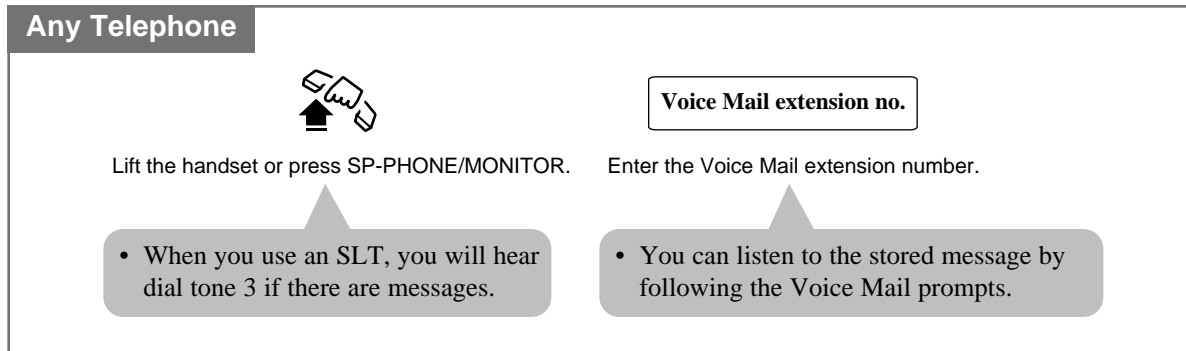 Any Telephone
Voice Mail extension no.
Lift the handset or press SP-PHONE/MONITOR.
Enter the Voice Mail extension number.
• When you use an SLT, you will hear
dial tone 3 if there are messages.
• You can listen to the stored message by
following the Voice Mail prompts.